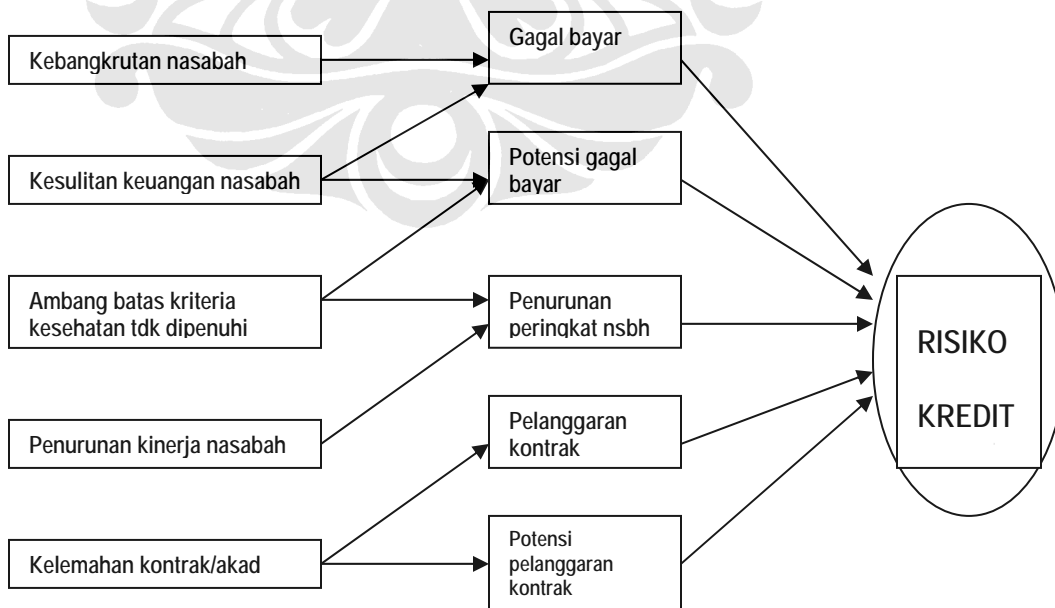 Kebangkrutan nasabah
Kesulitan keuangan nasabah
Ambang batas kriteria
kesehatan tdk dipenuhi
Penurunan kinerja nasabah
Kelemahan kontrak/akad
Gagal bayar
Potensi gagal
bayar
Penurunan
peringkat nsbh
Pelanggaran
kontrak
Potensi
pelanggaran
kontrak
RISIKO
KREDIT